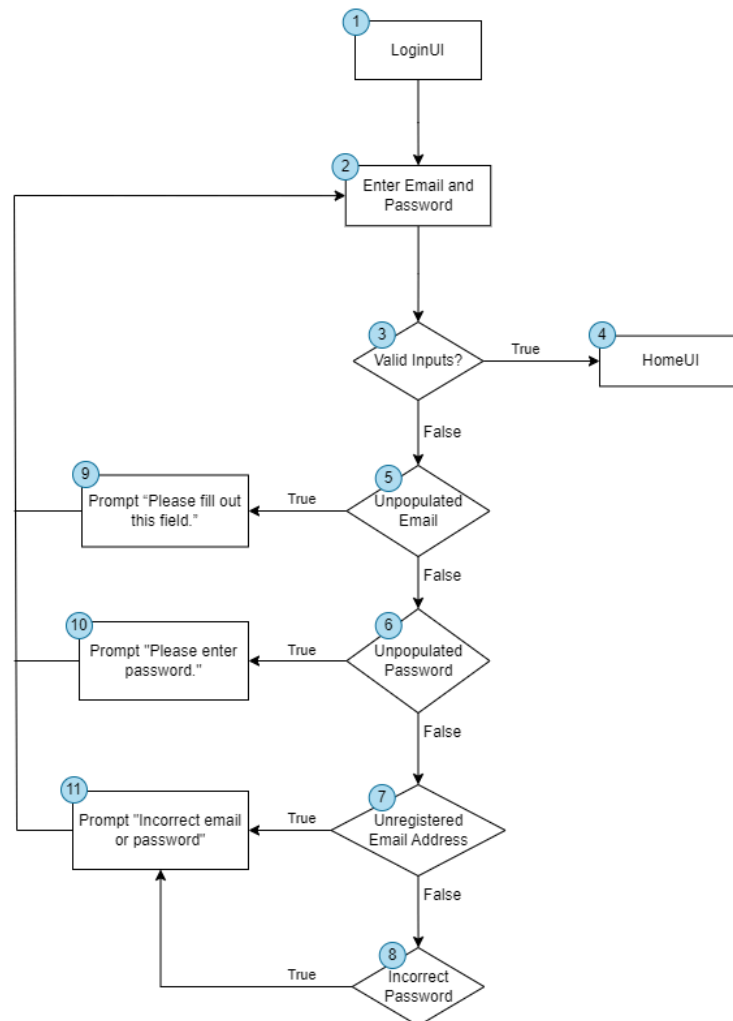 1
LoginUI
2
Enter Email and
Password
3
Valid Inputs?
True
4
HomeUI
False
9
Prompt “Please fill out
this field.”
True
5
Unpopulated
Email
False
10
Prompt "Please enter
password."
True
6
Unpopulated
Password
False
11
Prompt "Incorrect email
or password"
True
7
Unregistered
Email Address
False
True
8
Incorrect
Password